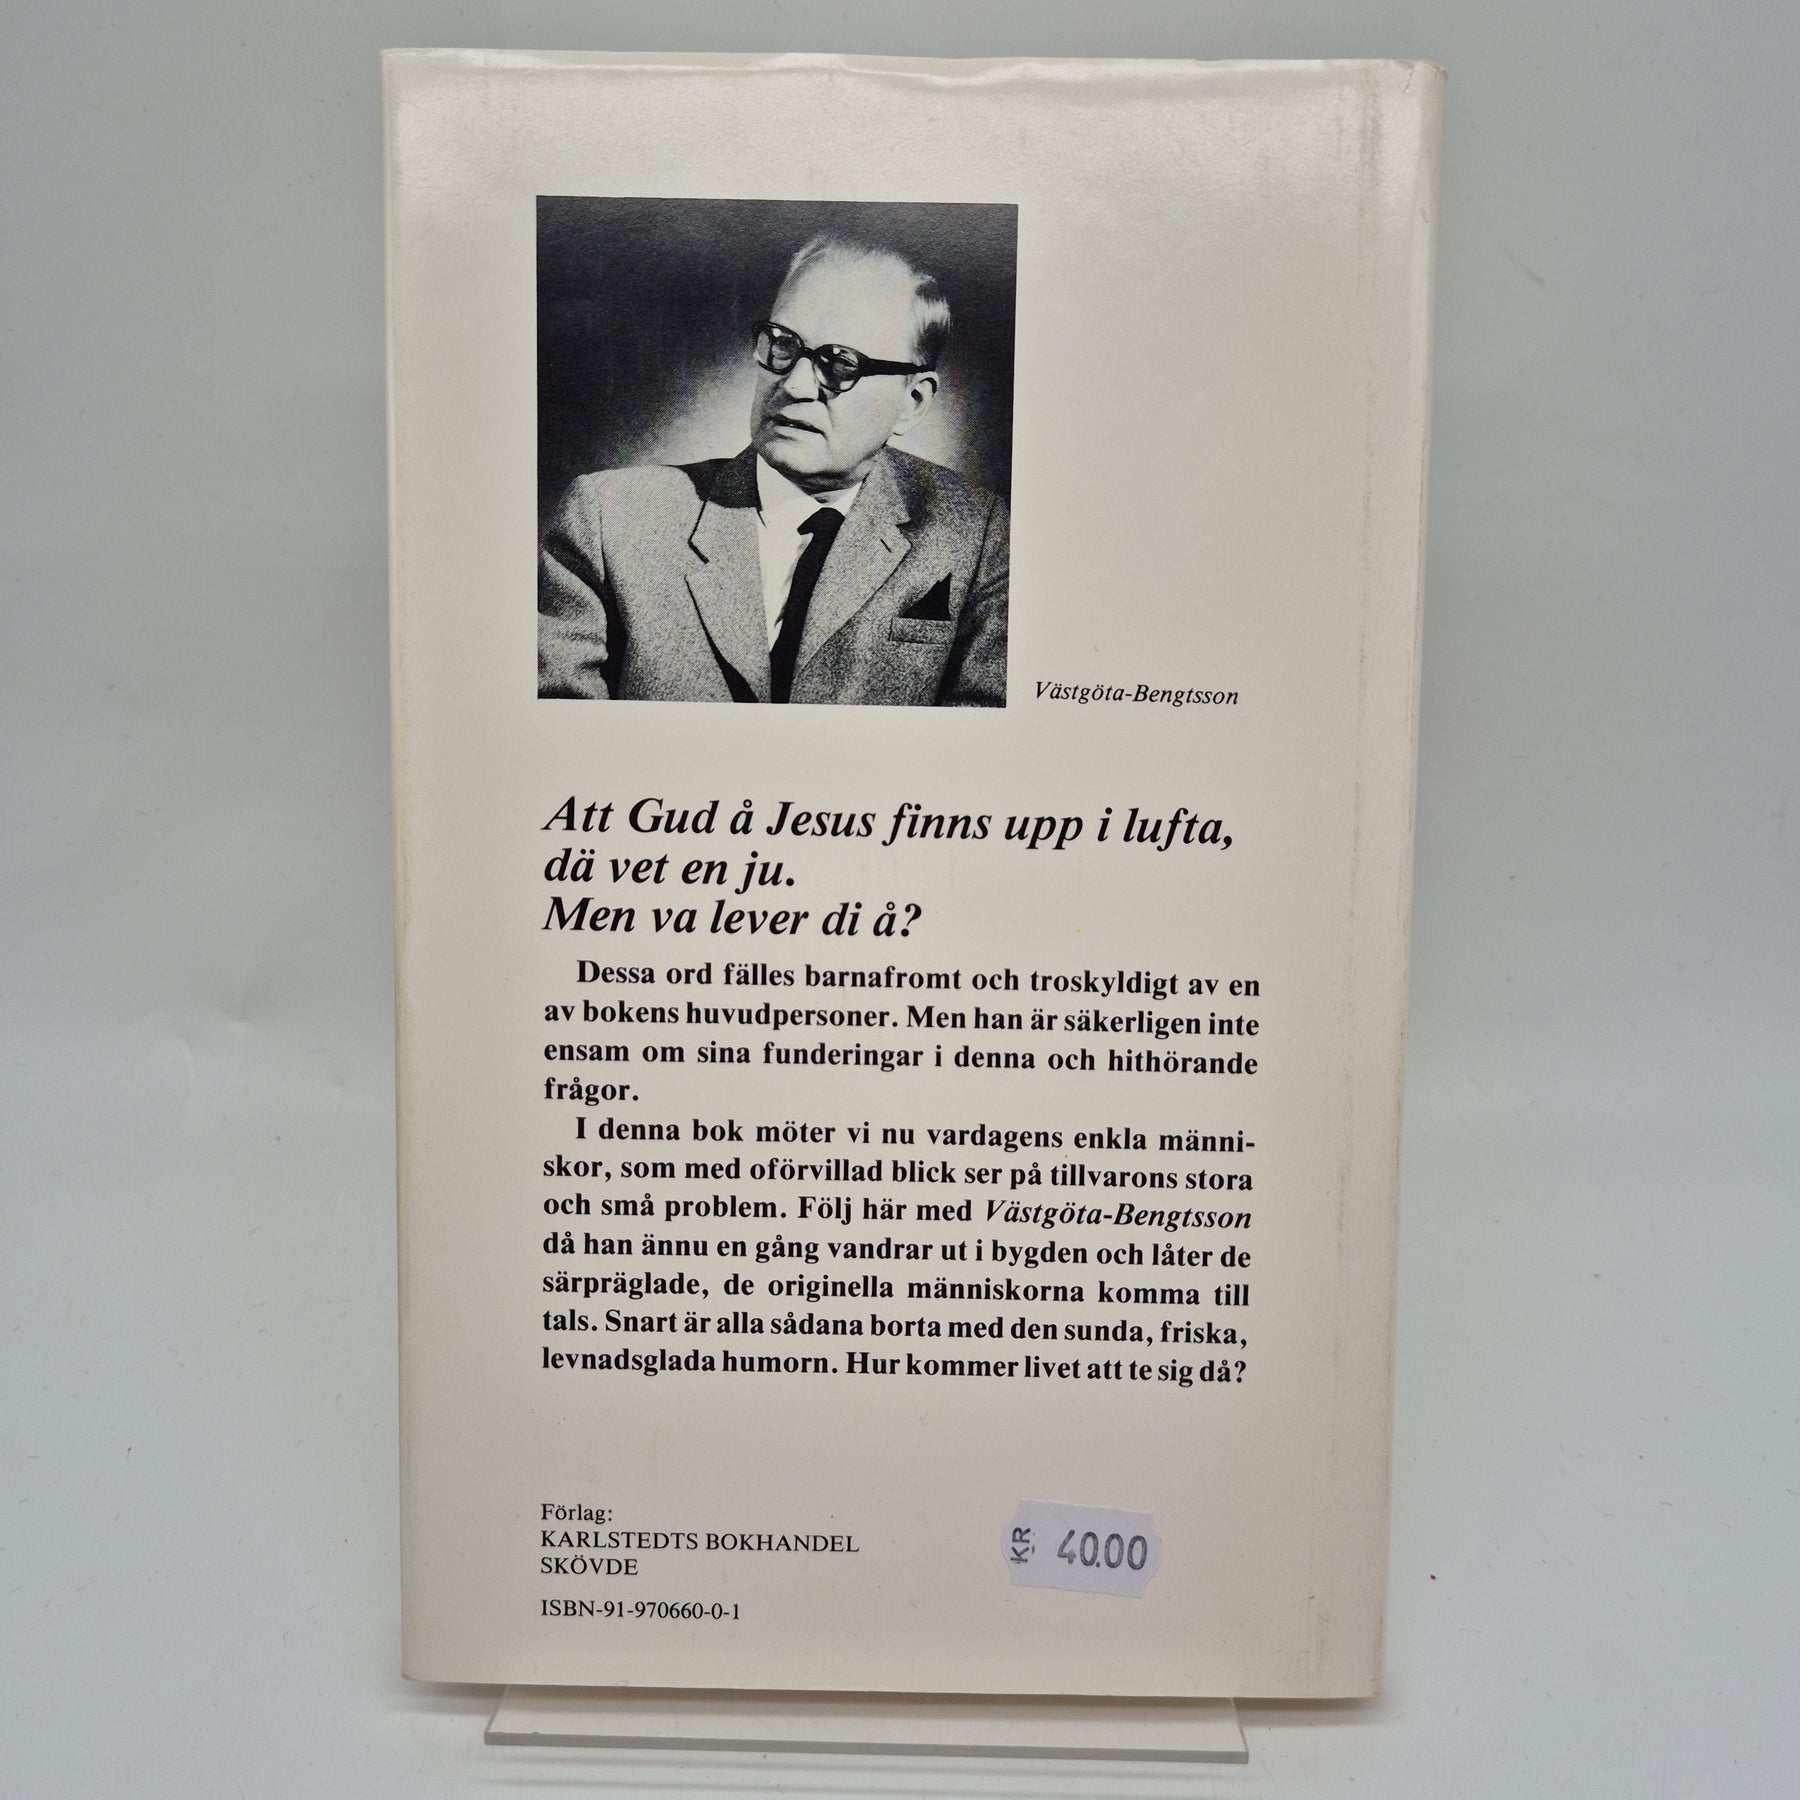 Västgöta-Bengtsson
Att Gud å Jesus finns upp i lufta,
dä vet en ju.
Men va lever di å?
Dessa ord fälles barnafromt och troskyldigt av en
av bokens huvudpersoner. Men han är säkerligen inte
ensam om sina funderingar i denna och hithörande
frågor.
I denna bok möter vi nu vardagens enkla männi-
skor, som med oförvillad blick ser på tillvarons stora
och små problem. Följ här med Västgöta-Bengtsson
då han ännu en gång vandrar ut i bygden och låter de
särpräglade, de originella människorna komma till
tals. Snart är alla sådana borta med den sunda, friska,
levnadsglada humorn. Hur kommer livet att te sig då?
Förlag:
KARLSTEDTS BOKHANDEL
SKÖVDE
ISBN-91-970660-0-1
KR 40.00